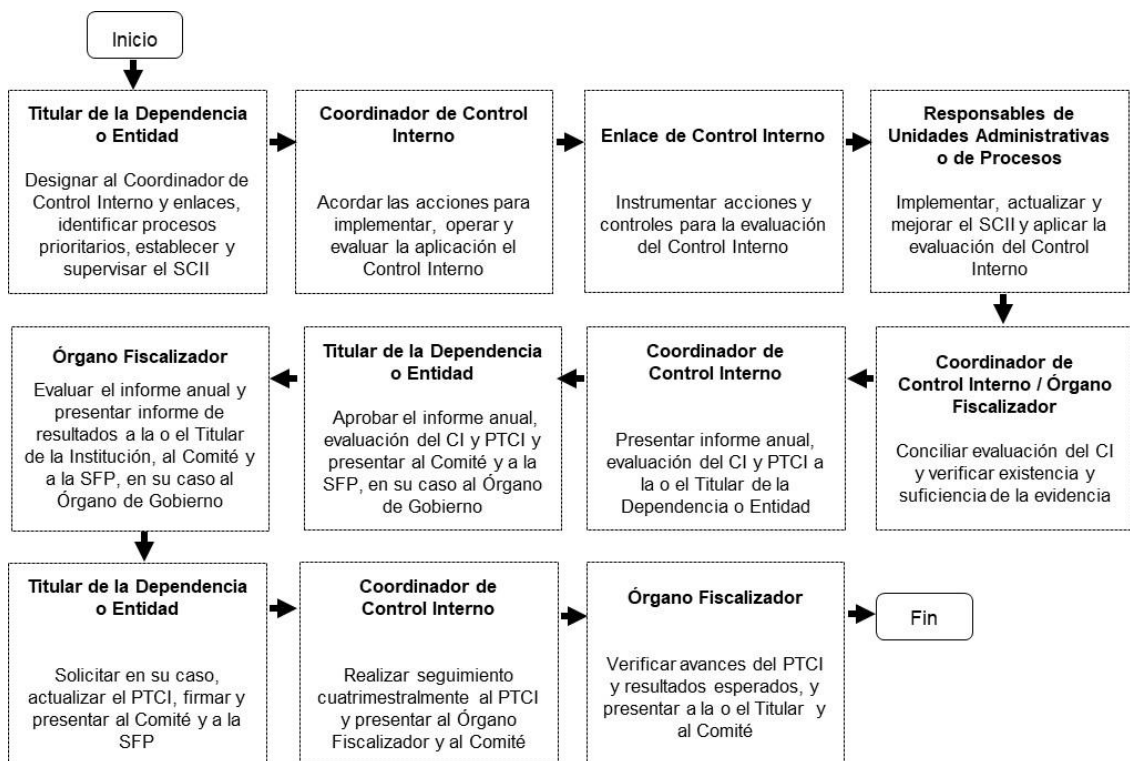 Inicio
Titular de la Dependencia
o Entidad
Designar al Coordinador de
Control Interno y enlaces,
identificar procesos
prioritarios, establecer y
supervisar el SCII
Coordinador de Control
Interno
Acordar las acciones para
implementar, operar y
evaluar la aplicación el
Control Interno
Enlace de Control Interno
Instrumentar acciones y
controles para la evaluación
del Control Interno
Responsables de
Unidades Administrativas
o de Procesos
Implementar, actualizar y
mejorar el SCII y aplicar la
evaluación del Control
Interno
Coordinador de
Control Interno / Órgano
Fiscalizador
Conciliar evaluación del CI
y verificar existencia y
suficiencia de la evidencia
Coordinador de
Control Interno
Presentar informe anual,
evaluación del CI y PTCI a
la o el Titular de la
Dependencia o Entidad
Titular de la Dependencia
o Entidad
Aprobar el informe anual,
evaluación del CI y PTCI y
presentar al Comité y a la
SFP, en su caso al Órgano
de Gobierno
Órgano Fiscalizador
Evaluar el informe anual y
presentar informe de
resultados a la o el Titular
de la Institución, al Comité y
a la SFP, en su caso al
Órgano de Gobierno
Titular de la Dependencia
o Entidad
Solicitar en su caso,
actualizar el PTCI, firmar y
presentar al Comité y a la
SFP
Coordinador de
Control Interno
Realizar seguimiento
cuatrimestralmente al PTCI
y presentar al Órgano
Fiscalizador y al Comité
Órgano Fiscalizador
Verificar avances del PTCI
y resultados esperados, y
presentar a la o el Titular y
al Comité
Fin